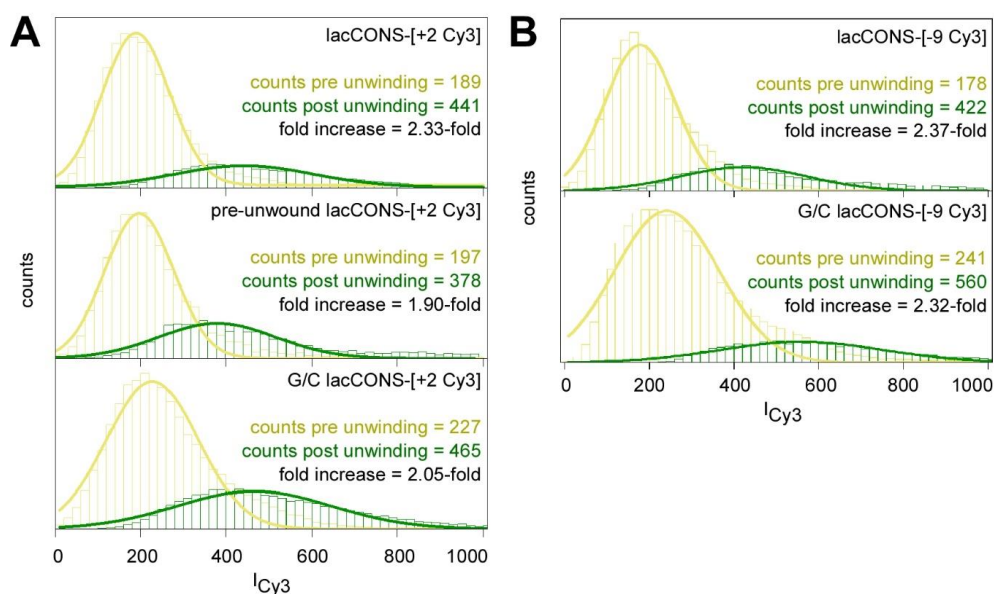 A
lacCONS-[+2 Cy3]
counts pre unwinding = 189
counts post unwinding = 441
fold increase = 2.33-fold
pre-unwound lacCONS-[+2 Cy3]
counts pre unwinding = 197
counts post unwinding = 378
fold increase = 1.90-fold
G/C lacCONS-[+2 Cy3]
counts pre unwinding = 227
counts post unwinding = 465
fold increase = 2.05-fold
counts
0 200 400 600 800 1000
ICy3
B
lacCONS-[-9 Cy3]
counts pre unwinding = 178
counts post unwinding = 422
fold increase = 2.37-fold
G/C lacCONS-[-9 Cy3]
counts pre unwinding = 241
counts post unwinding = 560
fold increase = 2.32-fold
counts
0 200 400 600 800 1000
ICy3